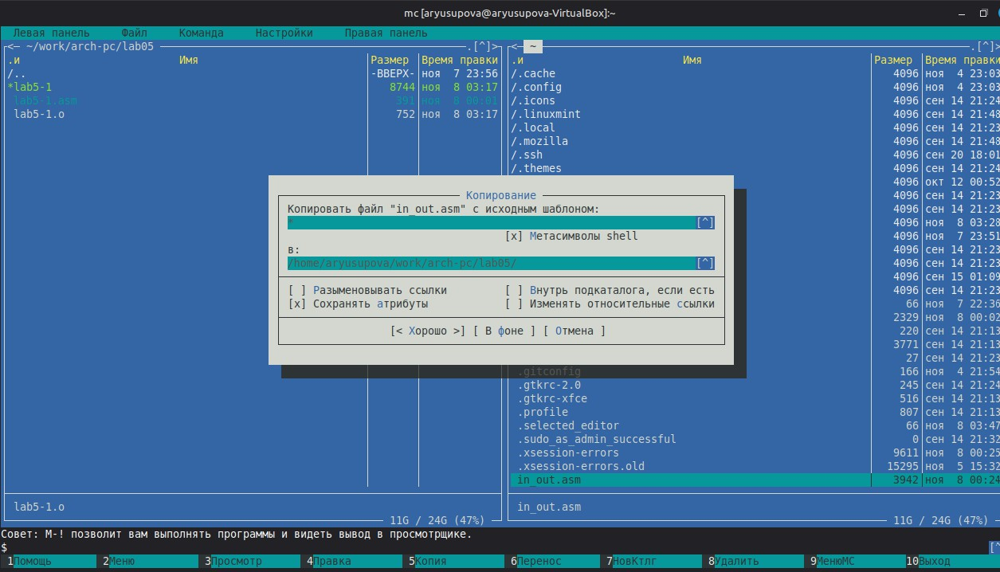 mc [aryusupova@aryusupova-VirtualBox]:~
Левая панель Файл Команда Настройки Правая панель
<─ ~/work/arch-pc/lab05 .[^]>
.и Имя Размер Время правки
/.. -ВВЕРХ- ноя 7 23:56
*lab5-1 8744 ноя 8 03:17
lab5-1.asm 391 ноя 8 00:01
lab5-1.o 752 ноя 8 03:17
lab5-1.o
11G / 24G (47%)
<─ ~ .[^]>
.и Имя Размер Время правки
/.cache 4096 ноя 4 23:03
/.config 4096 ноя 4 23:03
/.icons 4096 сен 14 21:24
/.linuxmint 4096 сен 14 21:48
/.local 4096 сен 14 21:23
/.mozilla 4096 сен 14 21:48
/.ssh 4096 сен 20 18:01
/.themes 4096 сен 14 21:24
4096 окт 12 00:52
4096 сен 14 21:23
4096 сен 14 21:23
4096 ноя 8 03:28
4096 ноя 7 23:51
4096 сен 14 21:23
4096 сен 14 21:23
4096 сен 15 01:09
4096 сен 14 21:23
66 ноя 7 22:36
2329 ноя 8 00:02
220 сен 14 21:13
3771 сен 14 21:13
27 сен 14 21:23
.gitconfig 166 ноя 4 21:54
.gtkrc-2.0 245 сен 14 21:24
.gtkrc-xfce 516 сен 14 21:13
.profile 807 сен 14 21:13
.selected_editor 66 ноя 8 03:47
.sudo_as_admin_successful 0 сен 14 21:32
.xsession-errors 9611 ноя 8 00:25
.xsession-errors.old 15295 ноя 5 15:32
in_out.asm 3942 ноя 8 00:24
in_out.asm
11G / 24G (47%)
Копирование
Копировать файл "in_out.asm" с исходным шаблоном:
* [^]
[x] Метасимволы shell
в:
/home/aryusupova/work/arch-pc/lab05/ [^]
[ ] Разыменовывать ссылки [ ] Внутрь подкаталога, если есть
[x] Сохранять атрибуты [ ] Изменять относительные ссылки
[< Хорошо >] [ В фоне ] [ Отмена ]
Совет: M-! позволит вам выполнять программы и видеть вывод в просмотрщике.
$ [^
1Помощь 2Меню 3Просмотр 4Правка 5Копия 6Перенос 7НовКтлг 8Удалить 9МенюМС 10Выход